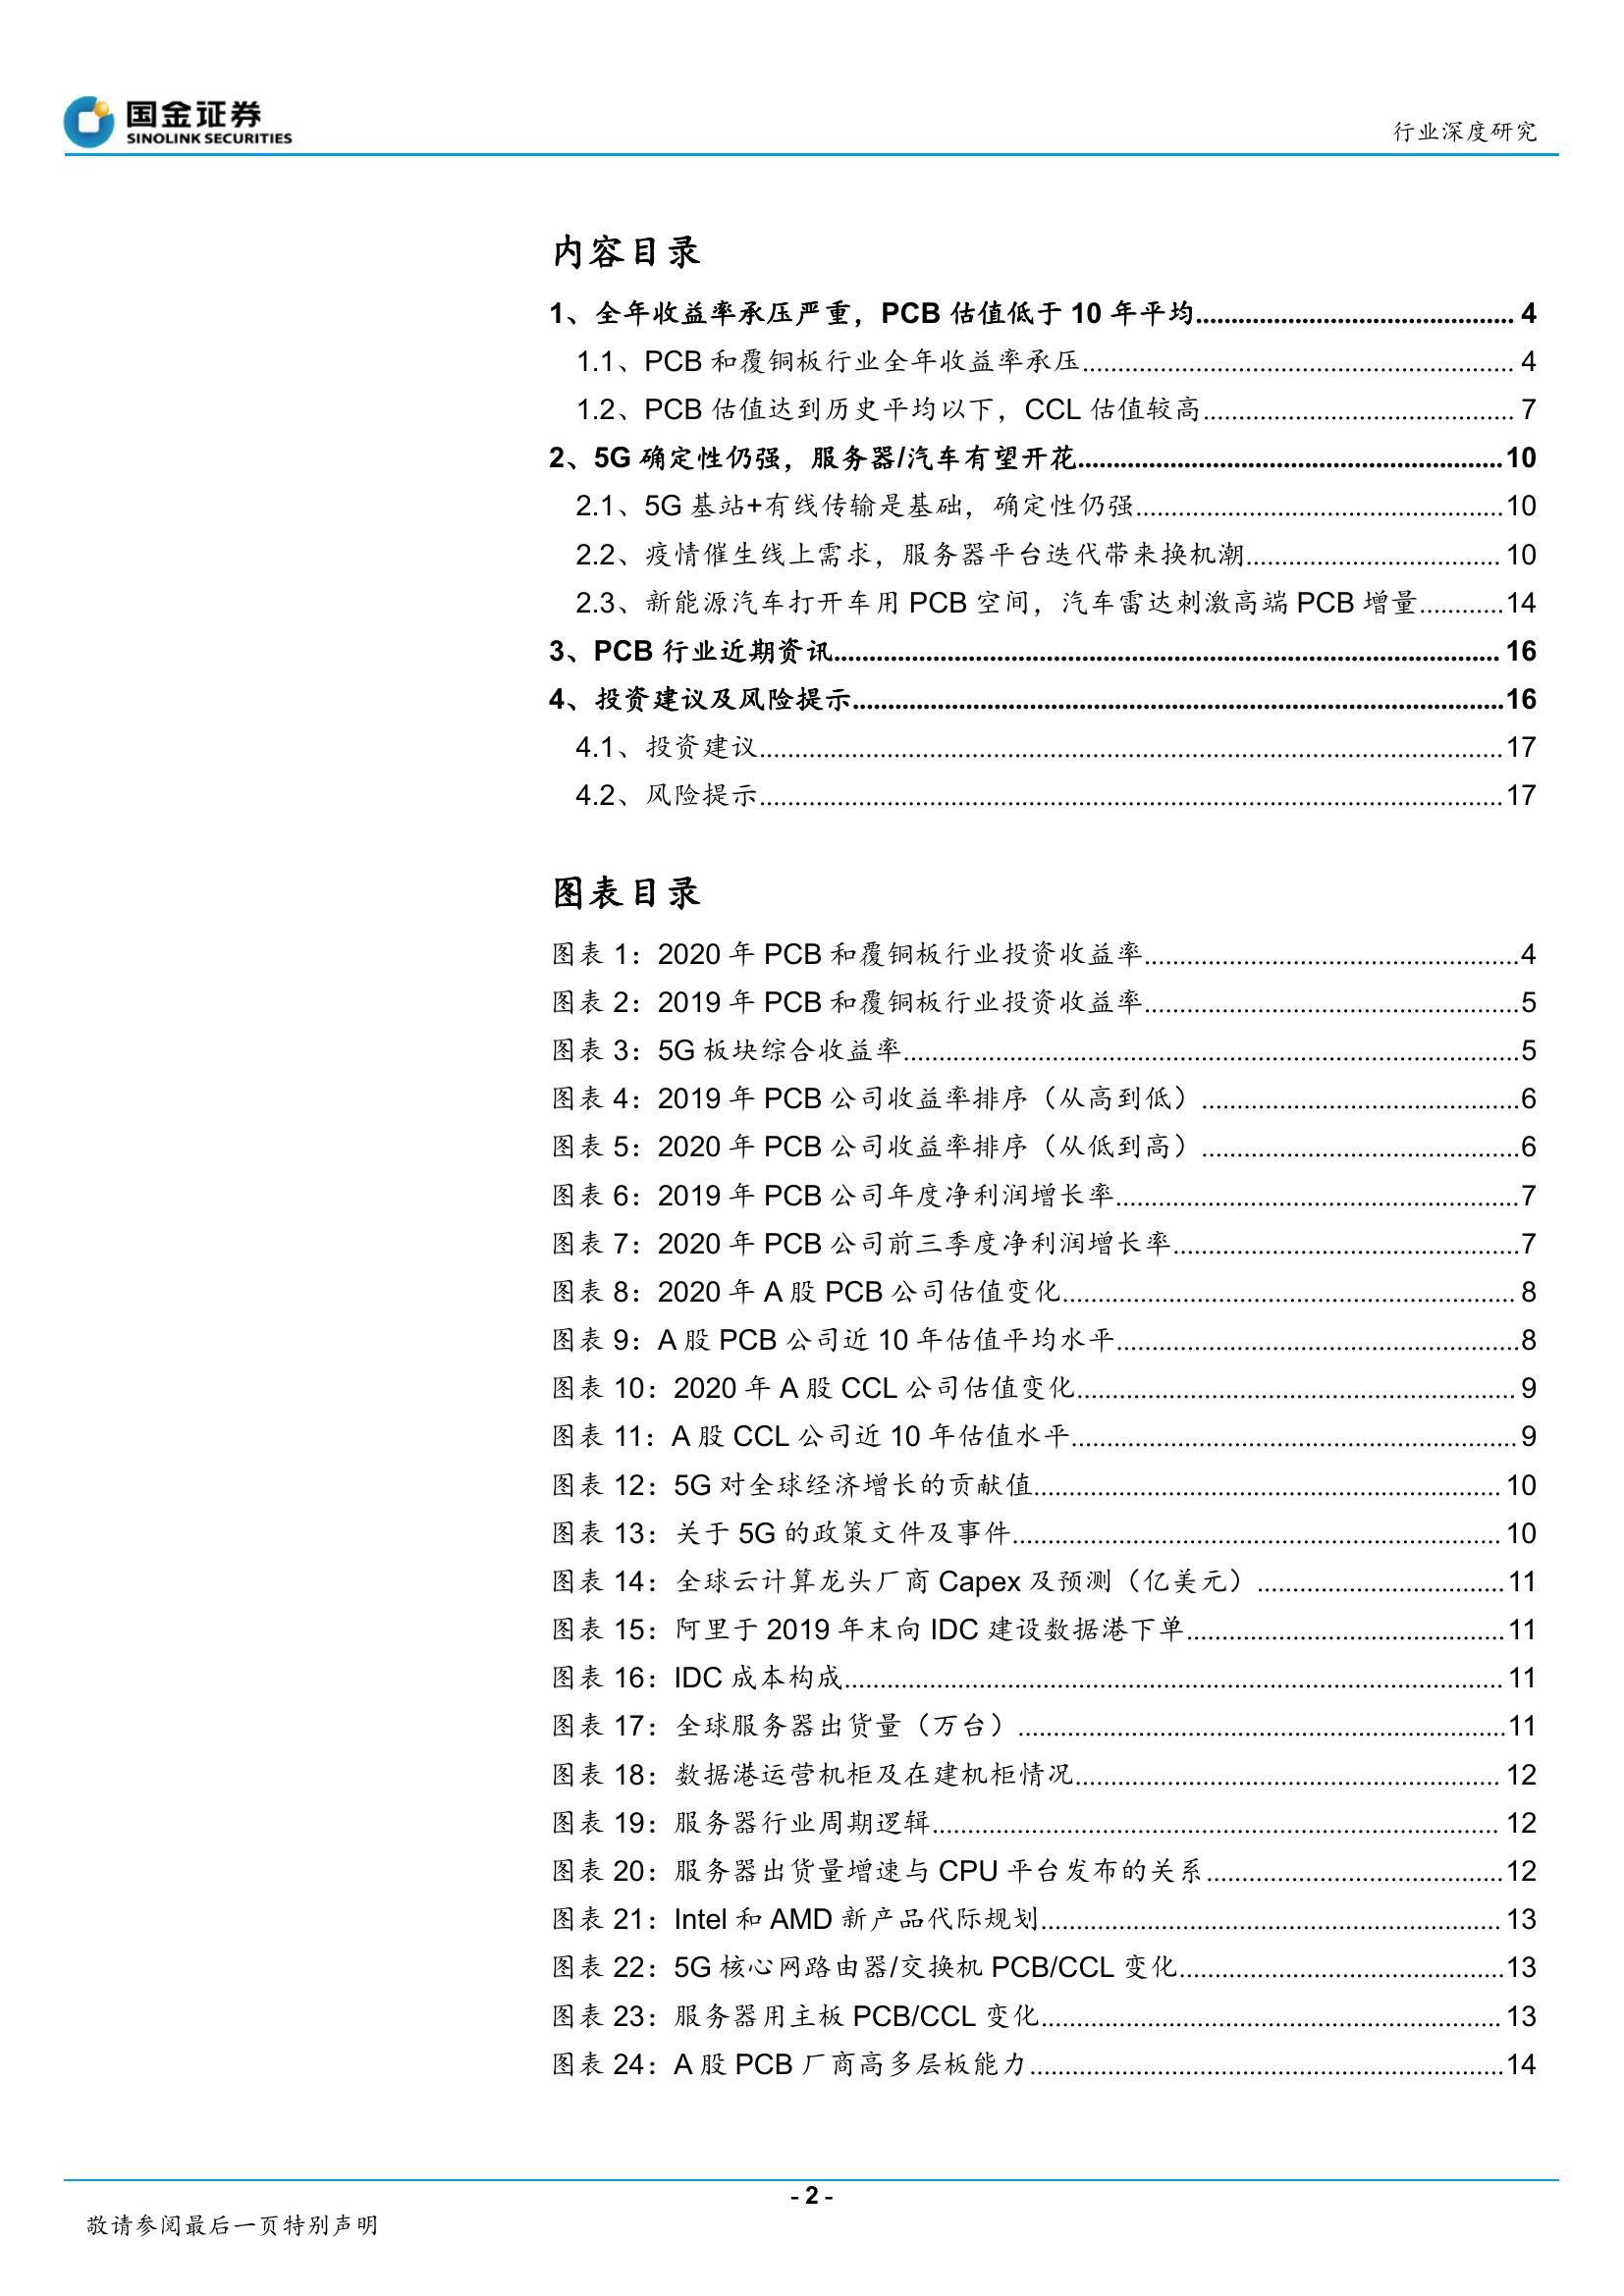 国金证券
SINOLINK SECURITIES
行业深度研究
内容目录
1、全年收益率承压严重，PCB 估值低于 10 年平均........................................... 4
1.1、PCB 和覆铜板行业全年收益率承压........................................................... 4
1.2、PCB 估值达到历史平均以下，CCL 估值较高........................................... 7
2、5G 确定性仍强，服务器/汽车有望开花..........................................................10
2.1、5G 基站+有线传输是基础，确定性仍强..................................................10
2.2、疫情催生线上需求，服务器平台迭代带来换机潮................................... 10
2.3、新能源汽车打开车用 PCB 空间，汽车雷达刺激高端 PCB 增量............14
3、PCB 行业近期资讯........................................................................................... 16
4、投资建议及风险提示.........................................................................................16
4.1、投资建议.....................................................................................................17
4.2、风险提示.....................................................................................................17
图表目录
图表 1：2020 年 PCB 和覆铜板行业投资收益率...................................................4
图表 2：2019 年 PCB 和覆铜板行业投资收益率...................................................5
图表 3：5G 板块综合收益率...................................................................................5
图表 4：2019 年 PCB 公司收益率排序（从高到低）...........................................6
图表 5：2020 年 PCB 公司收益率排序（从低到高）...........................................6
图表 6：2019 年 PCB 公司年度净利润增长率.......................................................7
图表 7：2020 年 PCB 公司前三季度净利润增长率...............................................7
图表 8：2020 年 A 股 PCB 公司估值变化............................................................. 8
图表 9：A 股 PCB 公司近 10 年估值平均水平......................................................8
图表 10：2020 年 A 股 CCL 公司估值变化........................................................... 9
图表 11：A 股 CCL 公司近 10 年估值水平............................................................ 9
图表 12：5G 对全球经济增长的贡献值................................................................ 10
图表 13：关于 5G 的政策文件及事件................................................................... 10
图表 14：全球云计算龙头厂商 Capex 及预测（亿美元）..................................11
图表 15：阿里于 2019 年末向 IDC 建设数据港下单...........................................11
图表 16：IDC 成本构成......................................................................................... 11
图表 17：全球服务器出货量（万台）..................................................................11
图表 18：数据港运营机柜及在建机柜情况.......................................................... 12
图表 19：服务器行业周期逻辑............................................................................. 12
图表 20：服务器出货量增速与 CPU 平台发布的关系........................................12
图表 21：Intel 和 AMD 新产品代际规划.............................................................. 13
图表 22：5G 核心网路由器/交换机 PCB/CCL 变化............................................13
图表 23：服务器用主板 PCB/CCL 变化.............................................................. 13
图表 24：A 股 PCB 厂商高多层板能力................................................................14
- 2 -
敬请参阅最后一页特别声明